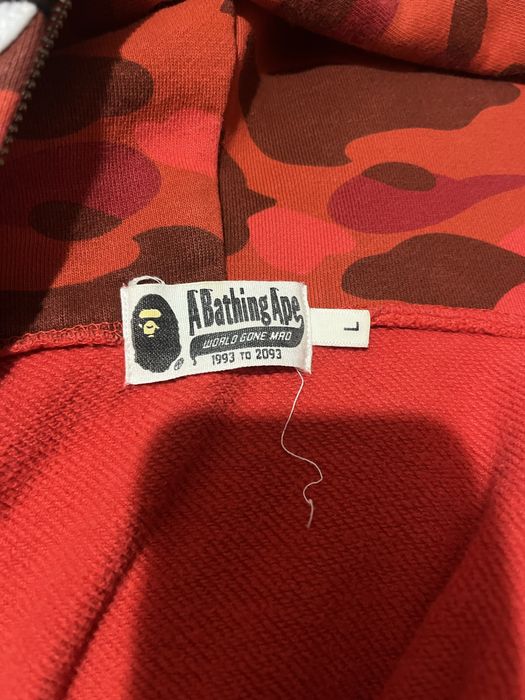 A Bathing Ape
WORLD GONE MAD
1993 TO 2093
L